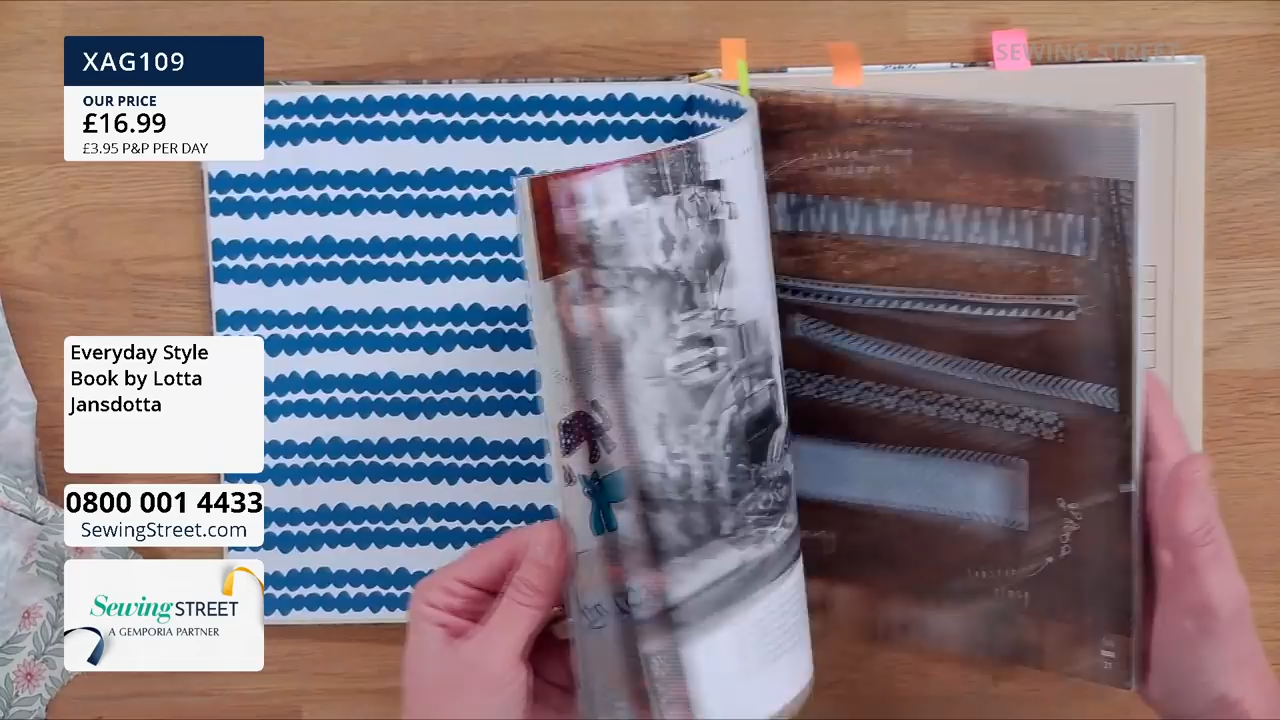 XAG109
OUR PRICE
£16.99
£3.95 P&P PER DAY
SEWING STREET
Everyday Style
Book by Lotta
Jansdotta
0800 001 4433
SewingStreet.com
Sewing STREET
A GEMPORIA PARTNER
21